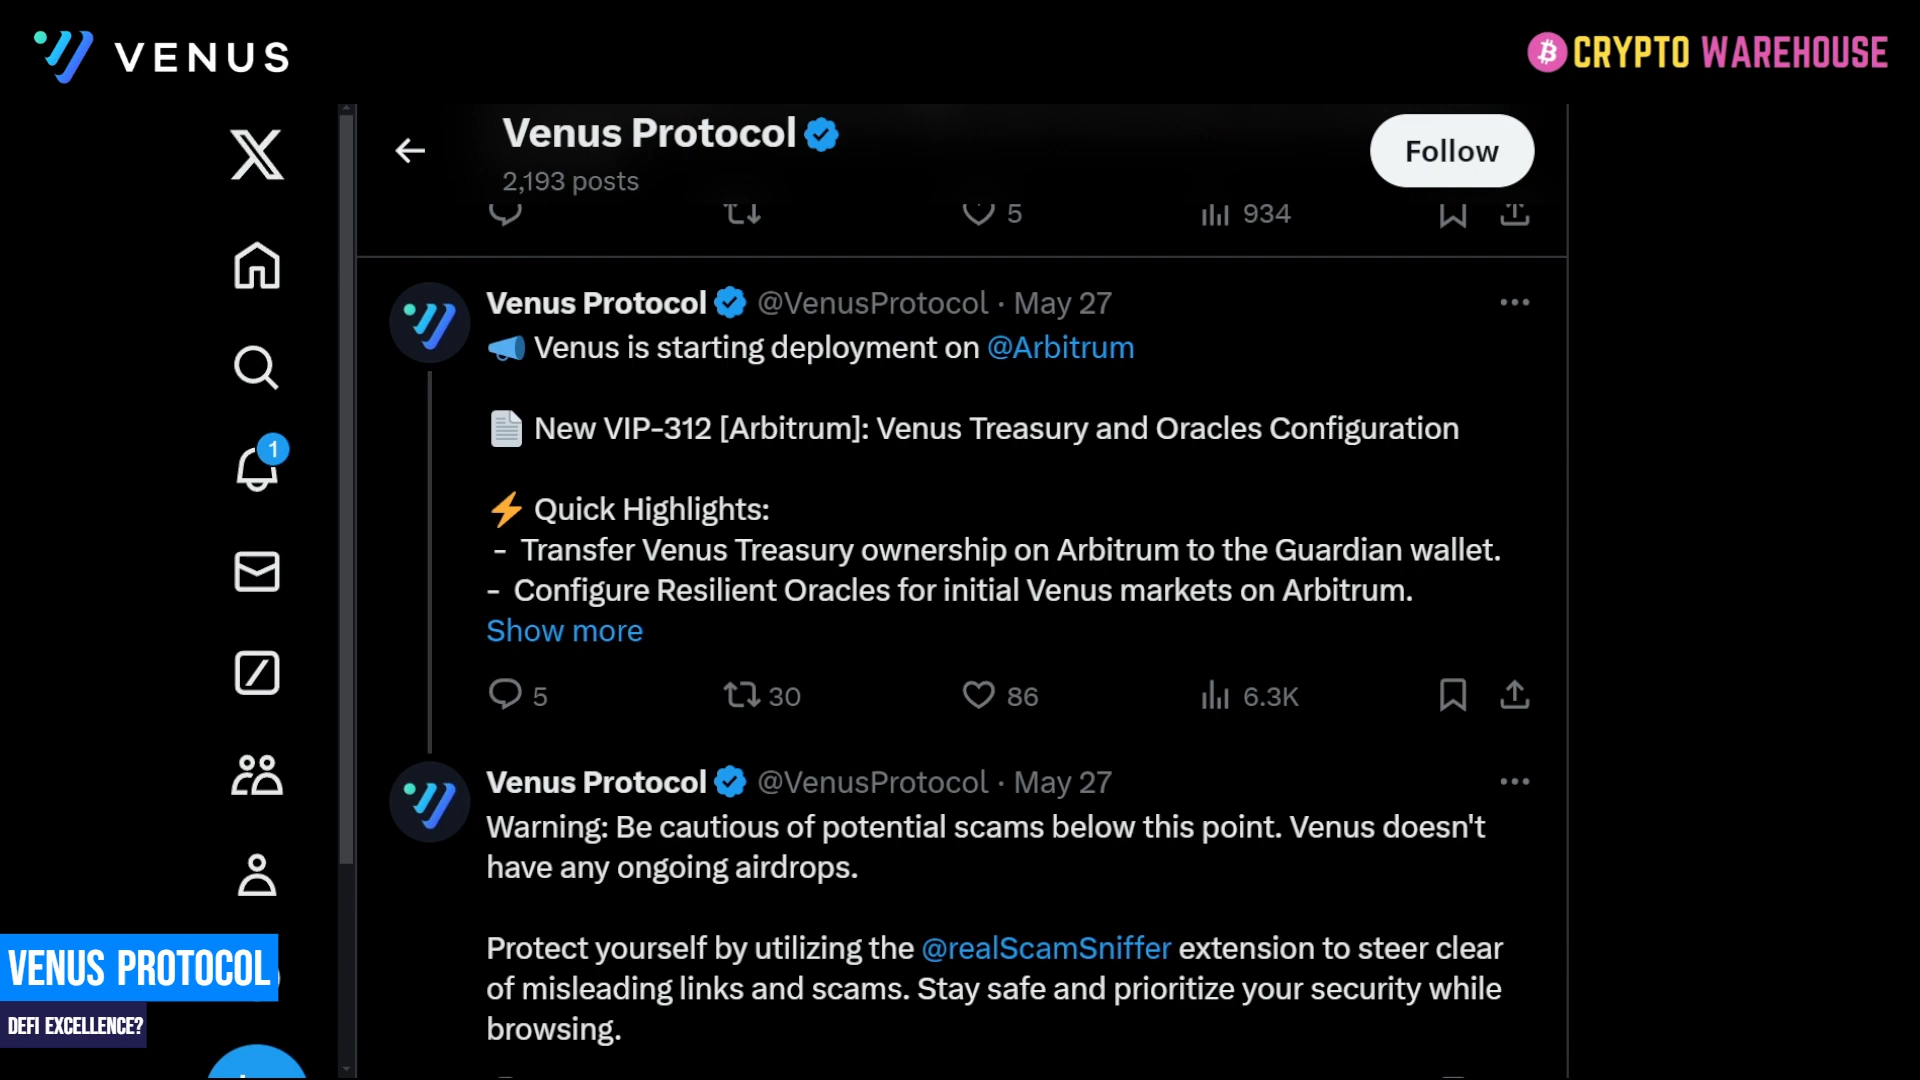 VENUS
CRYPTO WAREHOUSE
Venus Protocol
2,193 posts
Follow
5 934
Venus Protocol @VenusProtocol · May 27
Venus is starting deployment on @Arbitrum
New VIP-312 [Arbitrum]: Venus Treasury and Oracles Configuration
Quick Highlights:
- Transfer Venus Treasury ownership on Arbitrum to the Guardian wallet.
- Configure Resilient Oracles for initial Venus markets on Arbitrum.
Show more
5 30 86 6.3K
1
Venus Protocol @VenusProtocol · May 27
Warning: Be cautious of potential scams below this point. Venus doesn't
have any ongoing airdrops.
Protect yourself by utilizing the @realScamSniffer extension to steer clear
of misleading links and scams. Stay safe and prioritize your security while
browsing.
VENUS PROTOCOL
DEFI EXCELLENCE?